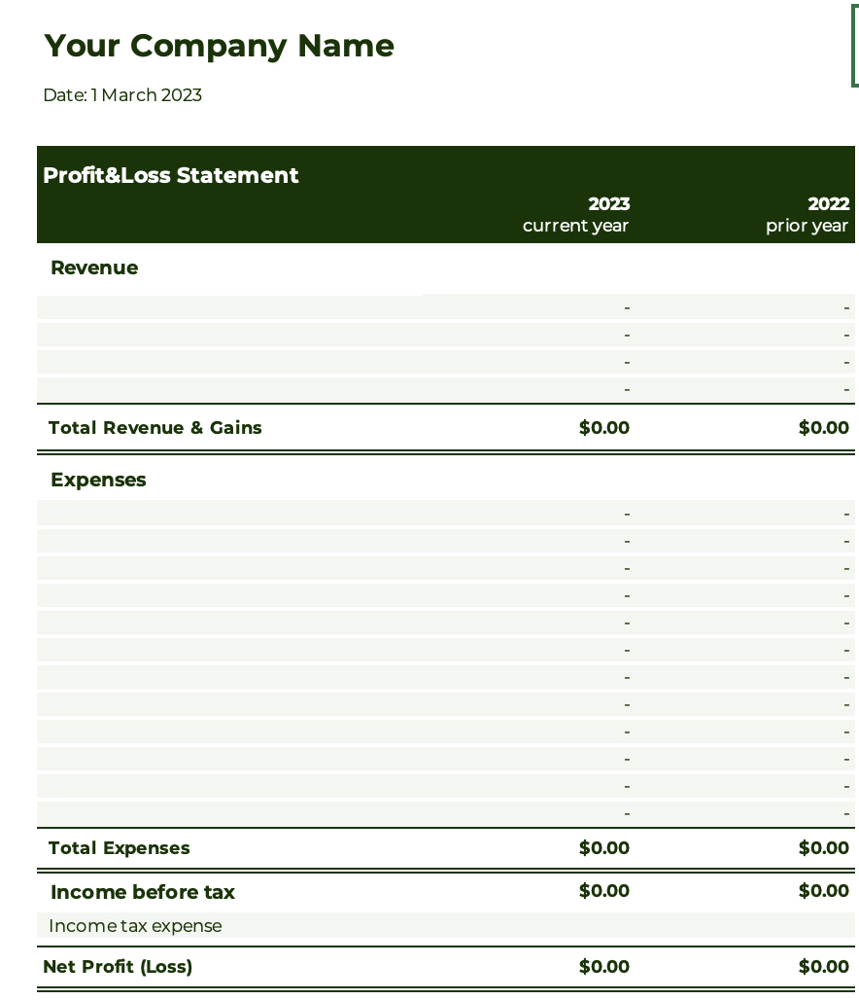 Your Company Name
Date: 1 March 2023
Profit&Loss Statement
2023 2022
current year prior year
Revenue
- -
- -
- -
- -
Total Revenue & Gains $0.00 $0.00
Expenses
- -
- -
- -
- -
- -
- -
- -
- -
- -
- -
- -
- -
Total Expenses $0.00 $0.00
Income before tax $0.00 $0.00
Income tax expense
Net Profit (Loss) $0.00 $0.00